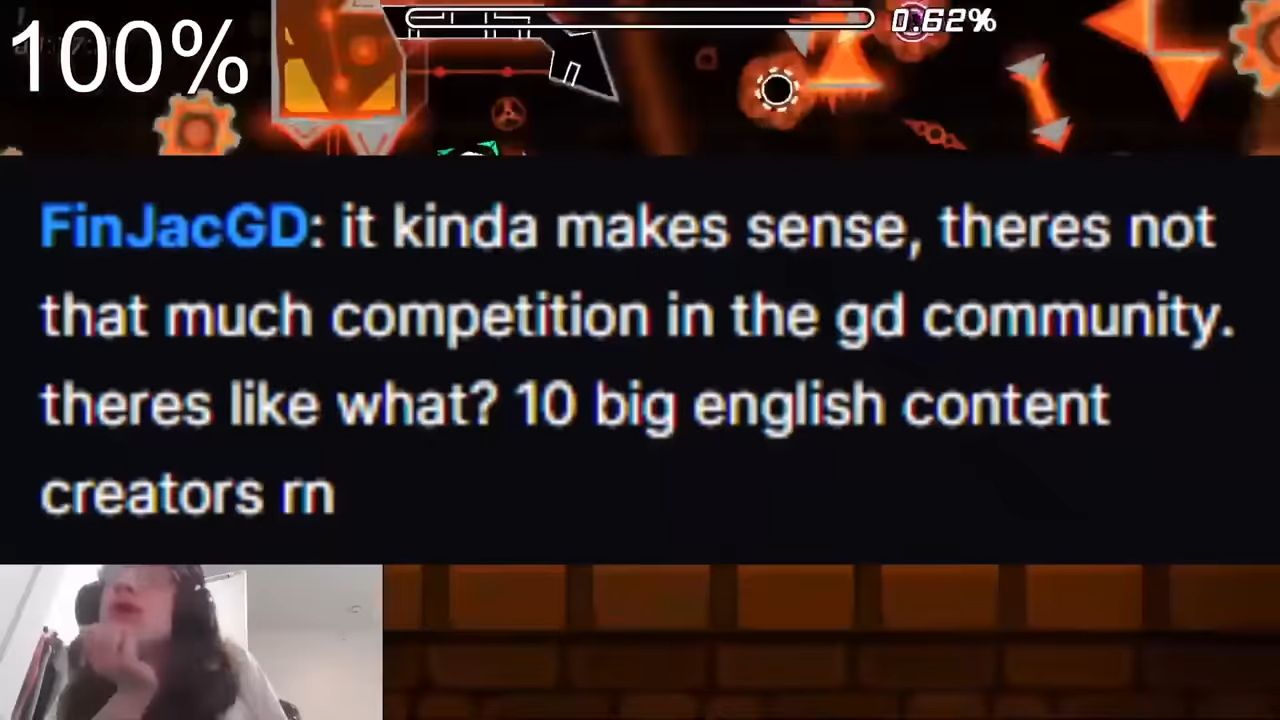 100%
0.62%
FinJacGD: it kinda makes sense, theres not
that much competition in the gd community.
theres like what? 10 big english content
creators rn